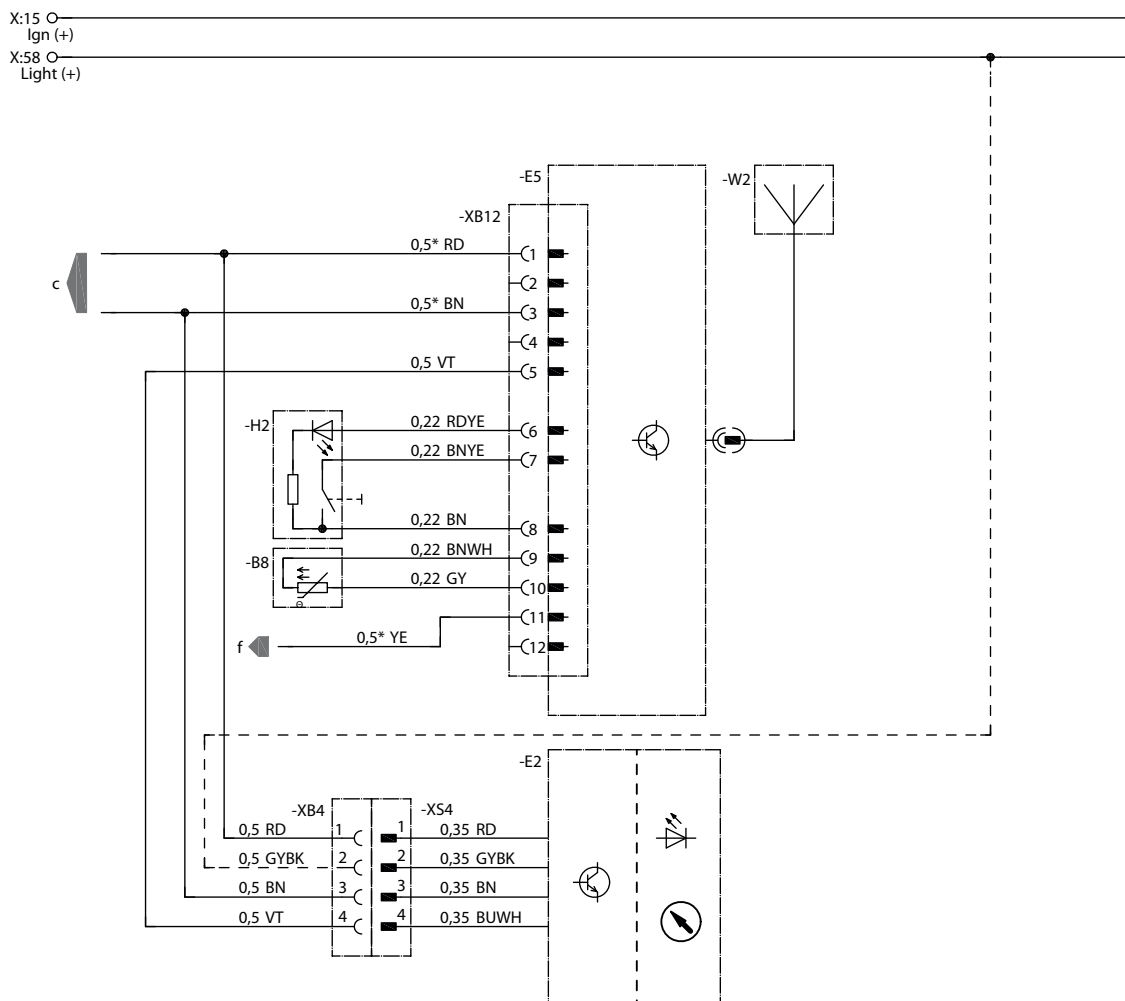 X:15
Ign (+)
X:58
Light (+)
-E5
-W2
-XB12
0,5* RD
1
2
c
0,5* BN
3
4
0,5 VT
5
-H2
0,22 RDYE
6
0,22 BNYE
7
0,22 BN
8
-B8
0,22 BNWH
9
0,22 GY
10
Θ
11
f
0,5* YE
12
-E2
-XB4
-XS4
0,5 RD
1
1
0,35 RD
0,5 GYBK
2
2
0,35 GYBK
0,5 BN
3
3
0,35 BN
0,5 VT
4
4
0,35 BUWH